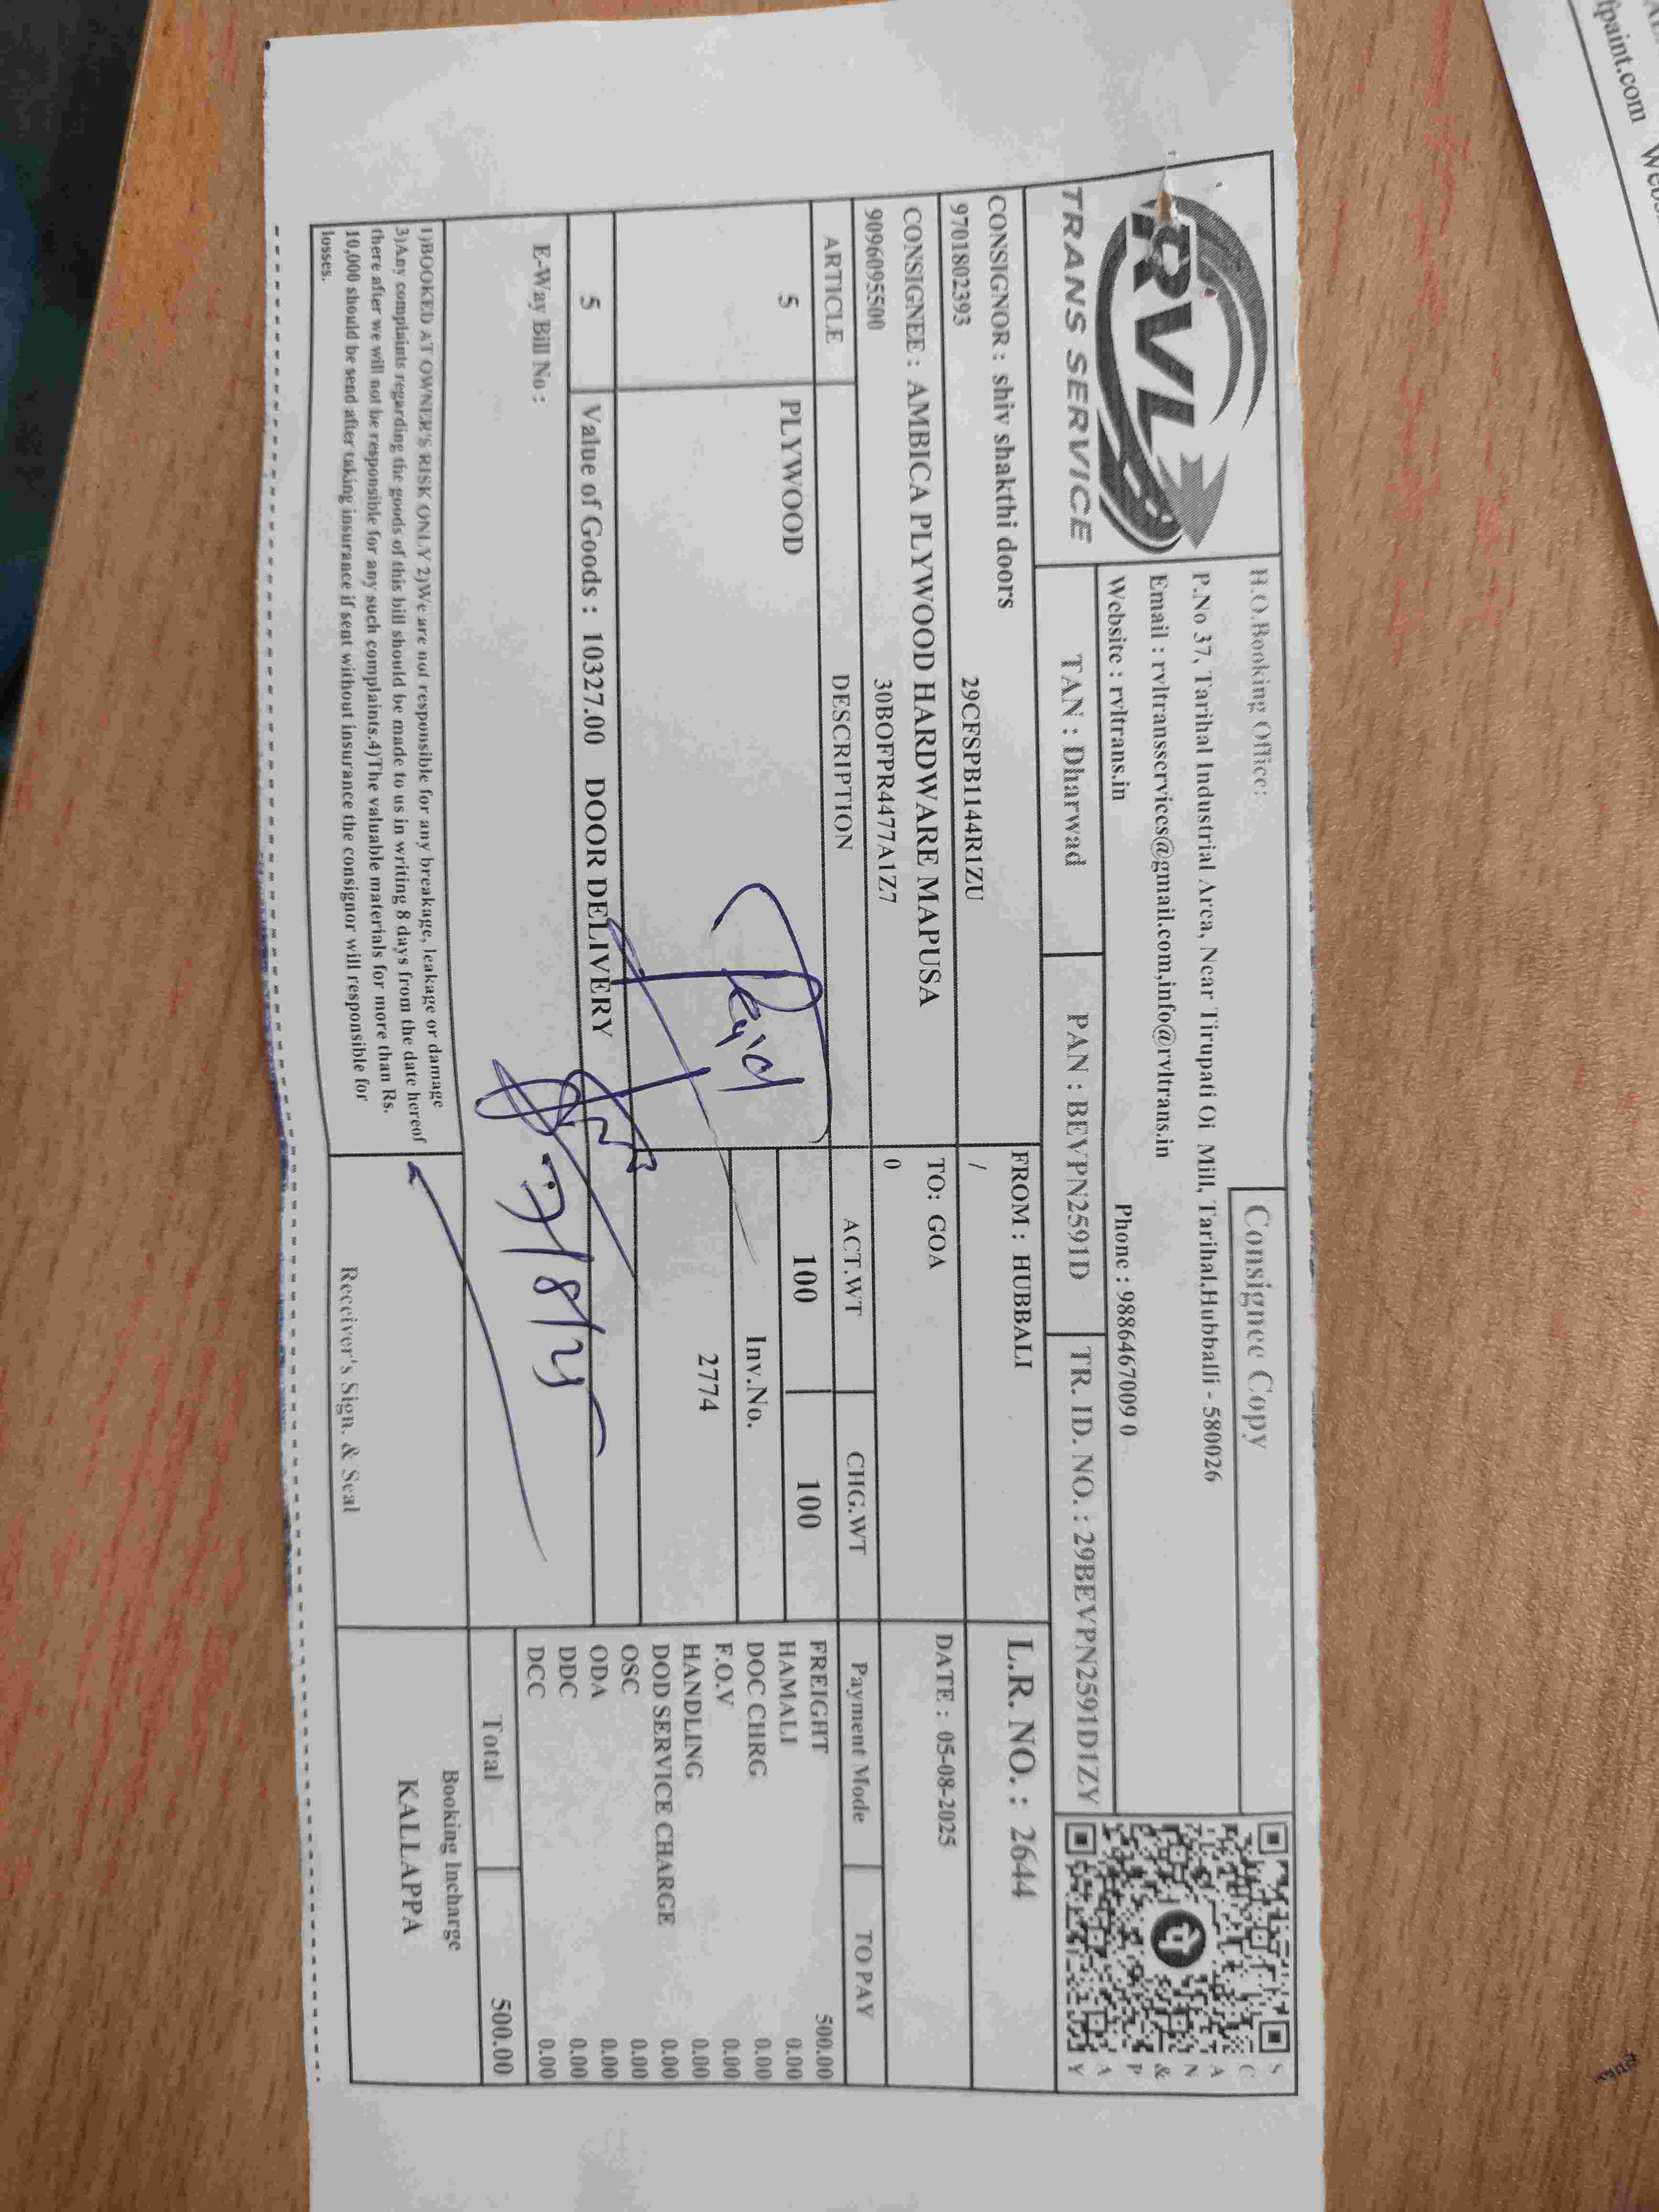 RVL
TRANS SERVICE
H.O.Booking Office:
Consignee Copy
P.No 37, Tarihal Industrial Area, Near Tirupati Oi Mill, Tarihal,Hubballi - 580026
Email : rvltransservices@gmail.com,info@rvltrans.in
Website : rvltrans.in
Phone : 9886467009 0
SCAN & PAY
TAN : Dharwad
PAN : BEVPN2591D
TR. ID. NO. : 29BEVPN2591D1ZY
CONSIGNOR : shiv shakthi doors
9701802393 29CFSPB1144R1ZU
FROM : HUBBALI
/
L.R. NO. : 2644
CONSIGNEE : AMBICA PLYWOOD HARDWARE MAPUSA
9096095500 30BOFPR4477A1Z7
TO: GOA
0
DATE : 05-08-2025
ARTICLE DESCRIPTION ACT.WT CHG.WT Payment Mode TO PAY
5 PLYWOOD 100 100
Paid
Inv.No.
2774
FREIGHT 500.00
HAMALI 0.00
DOC CHRG 0.00
F.O.V 0.00
HANDLING 0.00
DOD SERVICE CHARGE 0.00
OSC 0.00
ODA 0.00
DDC 0.00
DCC 0.00
5 Value of Goods : 10327.00 DOOR DELIVERY
E-Way Bill No :
Total 500.00
1)BOOKED AT OWNER'S RISK ONLY 2)We are not responsible for any breakage, leakage or damage
3)Any complaints regarding the goods of this bill should be made to us in writing 8 days from the date hereof
there after we will not be responsible for any such complaints.4)The valuable materials for more than Rs.
10,000 should be send after taking insurance if sent without insurance the consignor will responsible for
losses.
Receiver's Sign. & Seal
Booking Incharge
KALLAPPA
fpaint.com